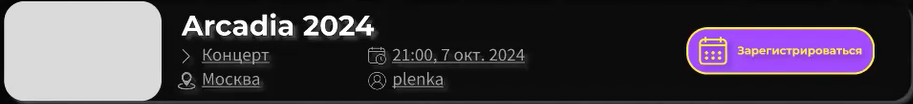 Arcadia 2024
Концерт
21:00, 7 окт. 2024
Москва
plenka
Зарегистрироваться